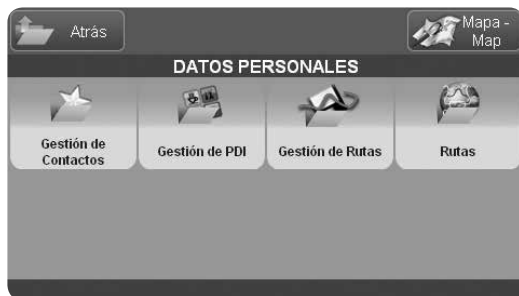 Atrás
Mapa -
Map
DATOS PERSONALES
Gestión de
Contactos
Gestión de PDI
Gestión de Rutas
Rutas